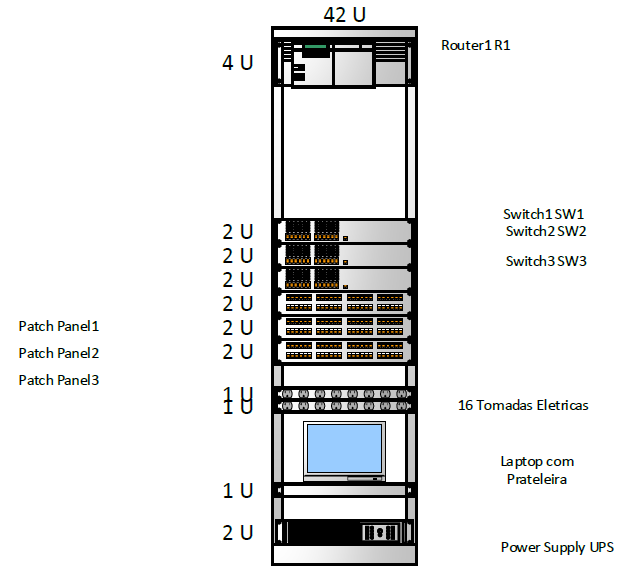 42 U
4 U
Router1 R1
Switch1 SW1
2 U
Switch2 SW2
2 U
Switch3 SW3
2 U
2 U
Patch Panel1
2 U
Patch Panel2
2 U
Patch Panel3
1 U
1 U
16 Tomadas Eletricas
Laptop com
Prateleira
1 U
2 U
Power Supply UPS